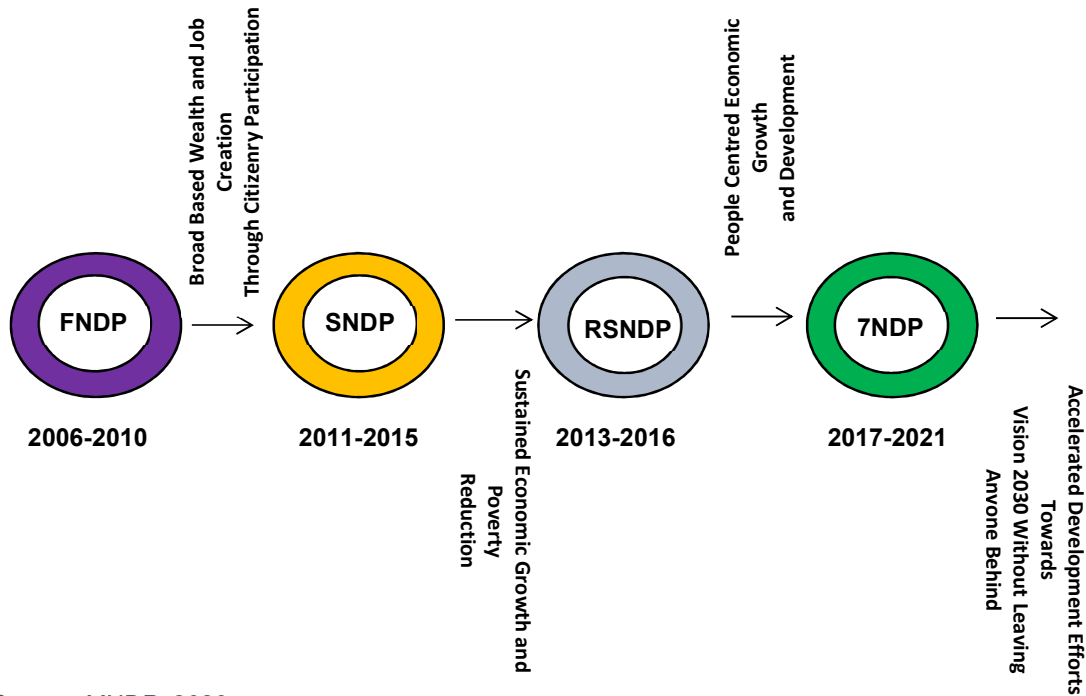 Broad Based Wealth and Job
Creation
Through Citizenry Participation
People Centred Economic
Growth
and Development
FNDP
SNDP
RSNDP
7NDP
2006-2010
2011-2015
2013-2016
2017-2021
Sustained Economic Growth and
Poverty
Reduction
Accelerated Development Efforts
Towards
Vision 2030 Without Leaving
Anyone Behind